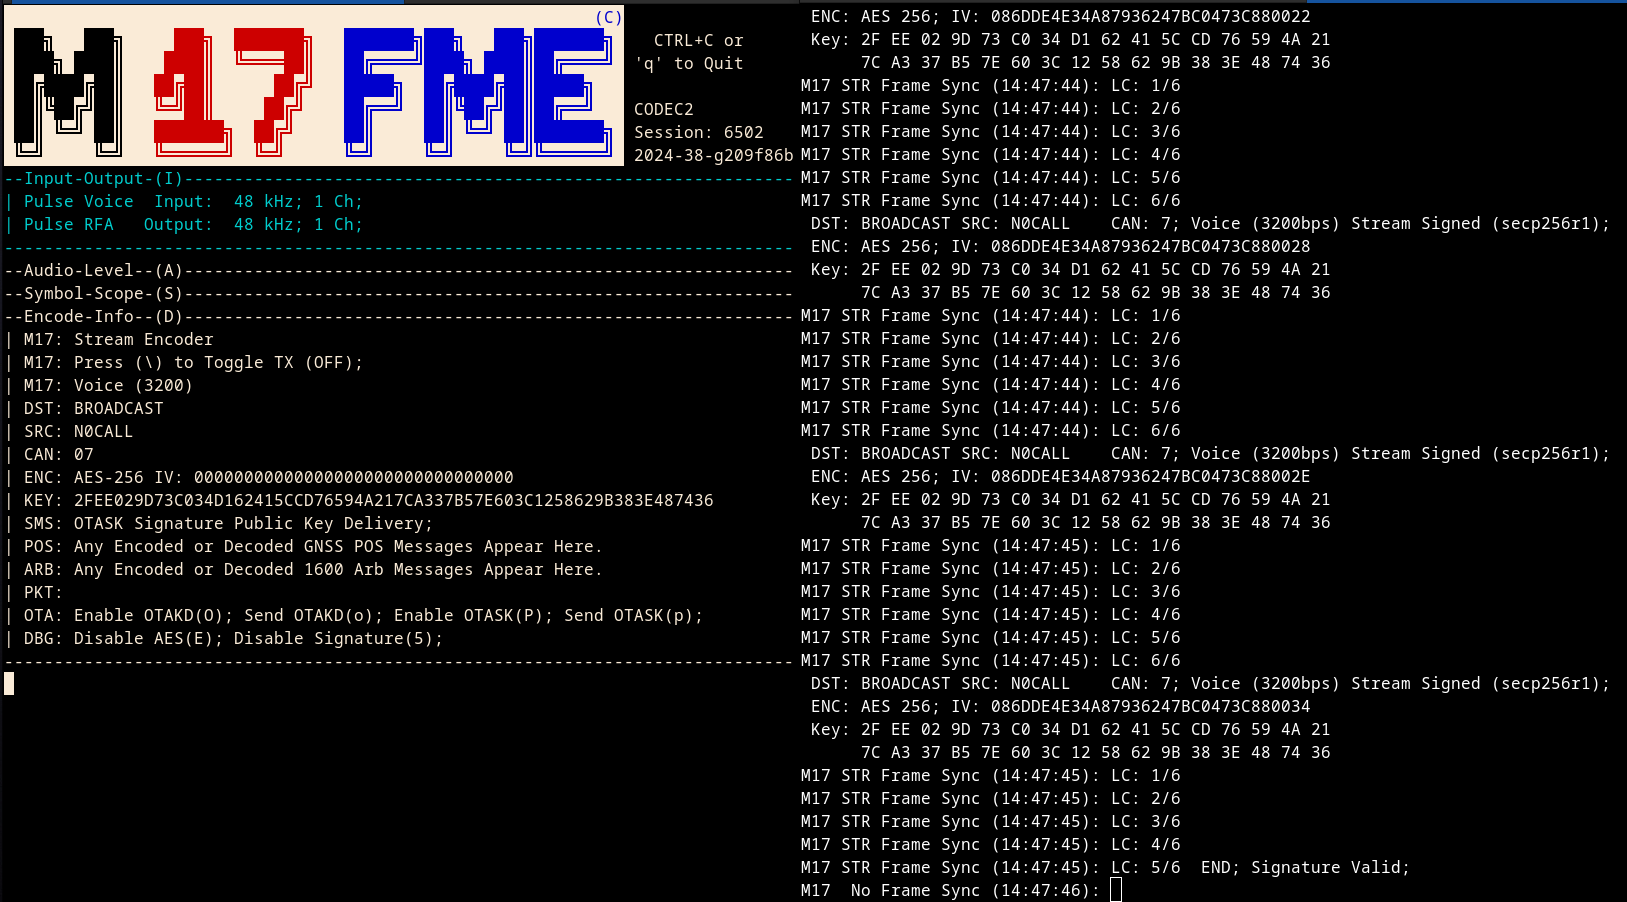 (C)
M17 FME
CTRL+C or
'q' to Quit
CODEC2
Session: 6502
2024-38-g209f86b
--Input-Output-(I)-------------------------------------------------------------
| Pulse Voice  Input:  48 kHz; 1 Ch;
| Pulse RFA   Output:  48 kHz; 1 Ch;
-------------------------------------------------------------------------------
--Audio-Level--(A)-------------------------------------------------------------
--Symbol-Scope-(S)-------------------------------------------------------------
--Encode-Info--(D)-------------------------------------------------------------
| M17: Stream Encoder
| M17: Press (\) to Toggle TX (OFF);
| M17: Voice (3200)
| DST: BROADCAST
| SRC: N0CALL
| CAN: 07
| ENC: AES-256 IV: 00000000000000000000000000000000
| KEY: 2FEE029D73C034D162415CCD76594A217CA337B57E603C1258629B383E487436
| SMS: OTASK Signature Public Key Delivery;
| POS: Any Encoded or Decoded GNSS POS Messages Appear Here.
| ARB: Any Encoded or Decoded 1600 Arb Messages Appear Here.
| PKT:
| OTA: Enable OTAKD(O); Send OTAKD(o); Enable OTASK(P); Send OTASK(p);
| DBG: Disable AES(E); Disable Signature(5);
-------------------------------------------------------------------------------
ENC: AES 256; IV: 086DDE4E34A87936247BC0473C880022
Key: 2F EE 02 9D 73 C0 34 D1 62 41 5C CD 76 59 4A 21
7C A3 37 B5 7E 60 3C 12 58 62 9B 38 3E 48 74 36
M17 STR Frame Sync (14:47:44): LC: 1/6
M17 STR Frame Sync (14:47:44): LC: 2/6
M17 STR Frame Sync (14:47:44): LC: 3/6
M17 STR Frame Sync (14:47:44): LC: 4/6
M17 STR Frame Sync (14:47:44): LC: 5/6
M17 STR Frame Sync (14:47:44): LC: 6/6
DST: BROADCAST SRC: N0CALL    CAN: 7; Voice (3200bps) Stream Signed (secp256r1);
ENC: AES 256; IV: 086DDE4E34A87936247BC0473C880028
Key: 2F EE 02 9D 73 C0 34 D1 62 41 5C CD 76 59 4A 21
7C A3 37 B5 7E 60 3C 12 58 62 9B 38 3E 48 74 36
M17 STR Frame Sync (14:47:44): LC: 1/6
M17 STR Frame Sync (14:47:44): LC: 2/6
M17 STR Frame Sync (14:47:44): LC: 3/6
M17 STR Frame Sync (14:47:44): LC: 4/6
M17 STR Frame Sync (14:47:44): LC: 5/6
M17 STR Frame Sync (14:47:44): LC: 6/6
DST: BROADCAST SRC: N0CALL    CAN: 7; Voice (3200bps) Stream Signed (secp256r1);
ENC: AES 256; IV: 086DDE4E34A87936247BC0473C88002E
Key: 2F EE 02 9D 73 C0 34 D1 62 41 5C CD 76 59 4A 21
7C A3 37 B5 7E 60 3C 12 58 62 9B 38 3E 48 74 36
M17 STR Frame Sync (14:47:45): LC: 1/6
M17 STR Frame Sync (14:47:45): LC: 2/6
M17 STR Frame Sync (14:47:45): LC: 3/6
M17 STR Frame Sync (14:47:45): LC: 4/6
M17 STR Frame Sync (14:47:45): LC: 5/6
M17 STR Frame Sync (14:47:45): LC: 6/6
DST: BROADCAST SRC: N0CALL    CAN: 7; Voice (3200bps) Stream Signed (secp256r1);
ENC: AES 256; IV: 086DDE4E34A87936247BC0473C880034
Key: 2F EE 02 9D 73 C0 34 D1 62 41 5C CD 76 59 4A 21
7C A3 37 B5 7E 60 3C 12 58 62 9B 38 3E 48 74 36
M17 STR Frame Sync (14:47:45): LC: 1/6
M17 STR Frame Sync (14:47:45): LC: 2/6
M17 STR Frame Sync (14:47:45): LC: 3/6
M17 STR Frame Sync (14:47:45): LC: 4/6
M17 STR Frame Sync (14:47:45): LC: 5/6  END; Signature Valid;
M17  No Frame Sync (14:47:46):